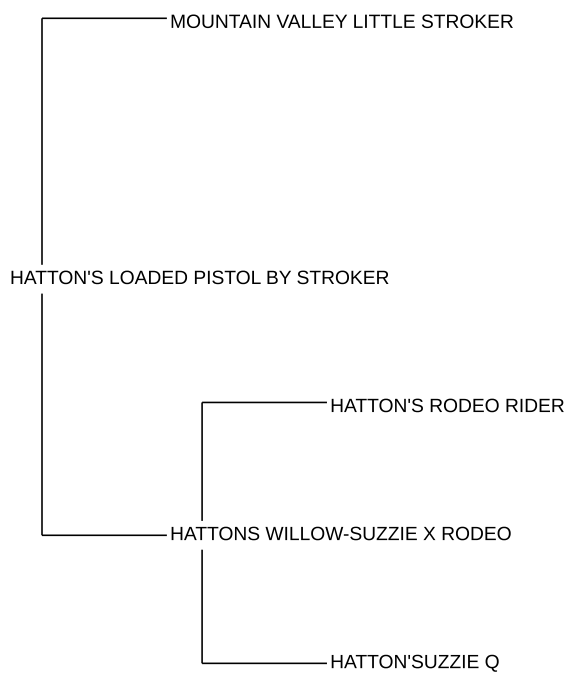 MOUNTAIN VALLEY LITTLE STROKER
HATTON'S LOADED PISTOL BY STROKER
HATTON'S RODEO RIDER
HATTONS WILLOW-SUZZIE X RODEO
HATTON'SUZZIE Q